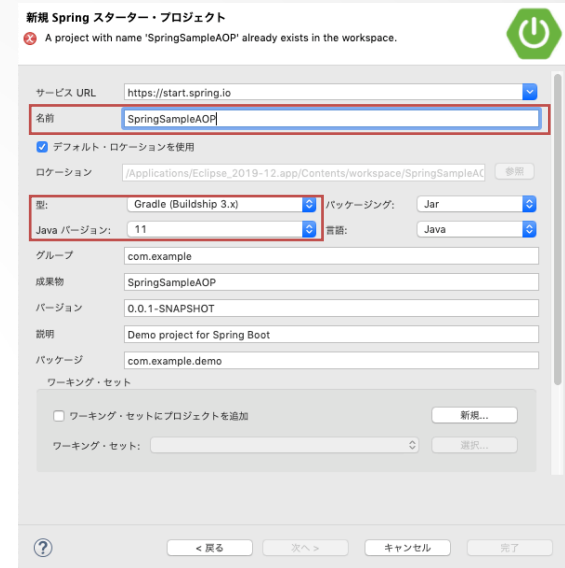 新規 Spring スターター・プロジェクト
A project with name 'SpringSampleAOP' already exists in the workspace.
サービス URL https://start.spring.io
名前 SpringSampleAOP
デフォルト・ロケーションを使用
ロケーション /Applications/Eclipse_2019-12.app/Contents/workspace/SpringSampleAO 参照
型: Gradle (Buildship 3.x) パッケージング: Jar
Java バージョン: 11 言語: Java
グループ com.example
成果物 SpringSampleAOP
バージョン 0.0.1-SNAPSHOT
説明 Demo project for Spring Boot
パッケージ com.example.demo
ワーキング・セット
ワーキング・セットにプロジェクトを追加 新規...
ワーキング・セット: 選択...
? < 戻る 次へ > キャンセル 完了